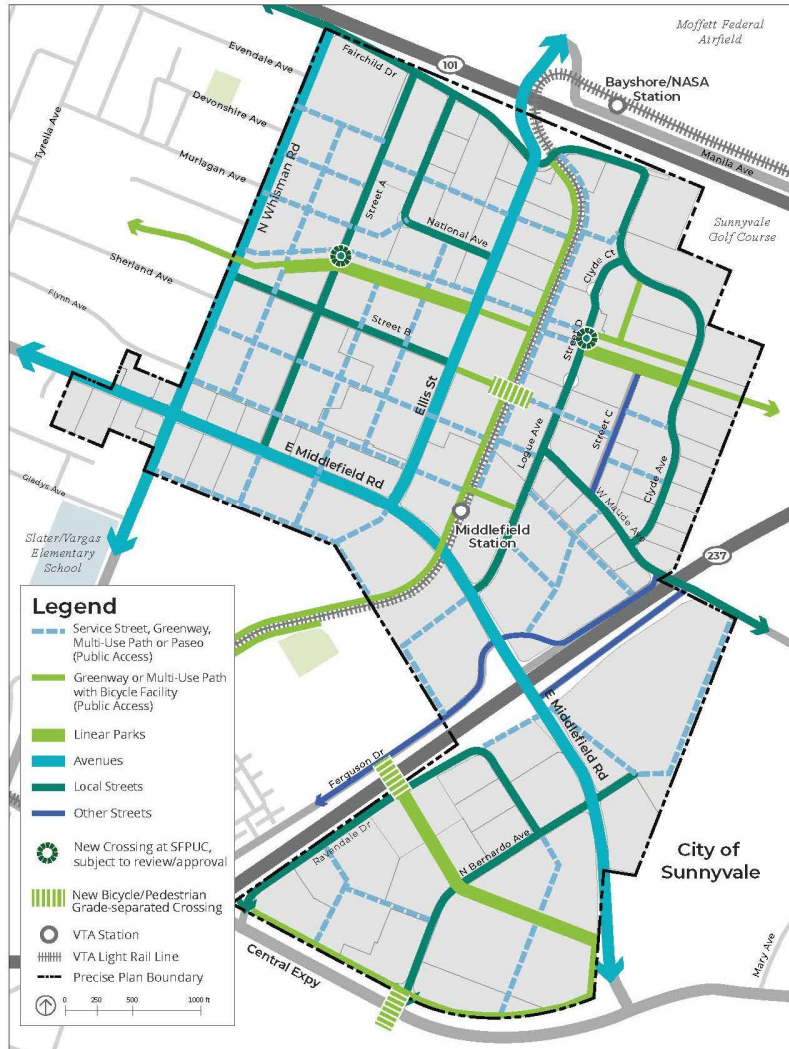 Moffett Federal
Airfield
Evendale Ave
Fairchild Dr
101
Bayshore/NASA
Station
Tyrella Ave
Devonshire Ave
Manila Ave
Murlagan Ave
N Whisman Rd
Street A
National Ave
Sunnyvale
Golf Course
Sherland Ave
Clyde Ct
Flynn Ave
Street B
Street D
Ellis St
Logue Ave
Street C
Clyde Ave
E Middlefield Rd
W Maude Ave
Gladys Ave
Middlefield
Station
Slater/Vargas
Elementary
School
237
E Middlefield Rd
Ferguson Dr
Ravendale Dr
N Bernardo Ave
City of
Sunnyvale
Central Expy
Mary Ave
Legend
Service Street, Greenway,
Multi-Use Path or Paseo
(Public Access)
Greenway or Multi-Use Path
with Bicycle Facility
(Public Access)
Linear Parks
Avenues
Local Streets
Other Streets
New Crossing at SFPUC,
subject to review/approval
New Bicycle/Pedestrian
Grade-separated Crossing
VTA Station
VTA Light Rail Line
Precise Plan Boundary
0 250 500 1000 ft